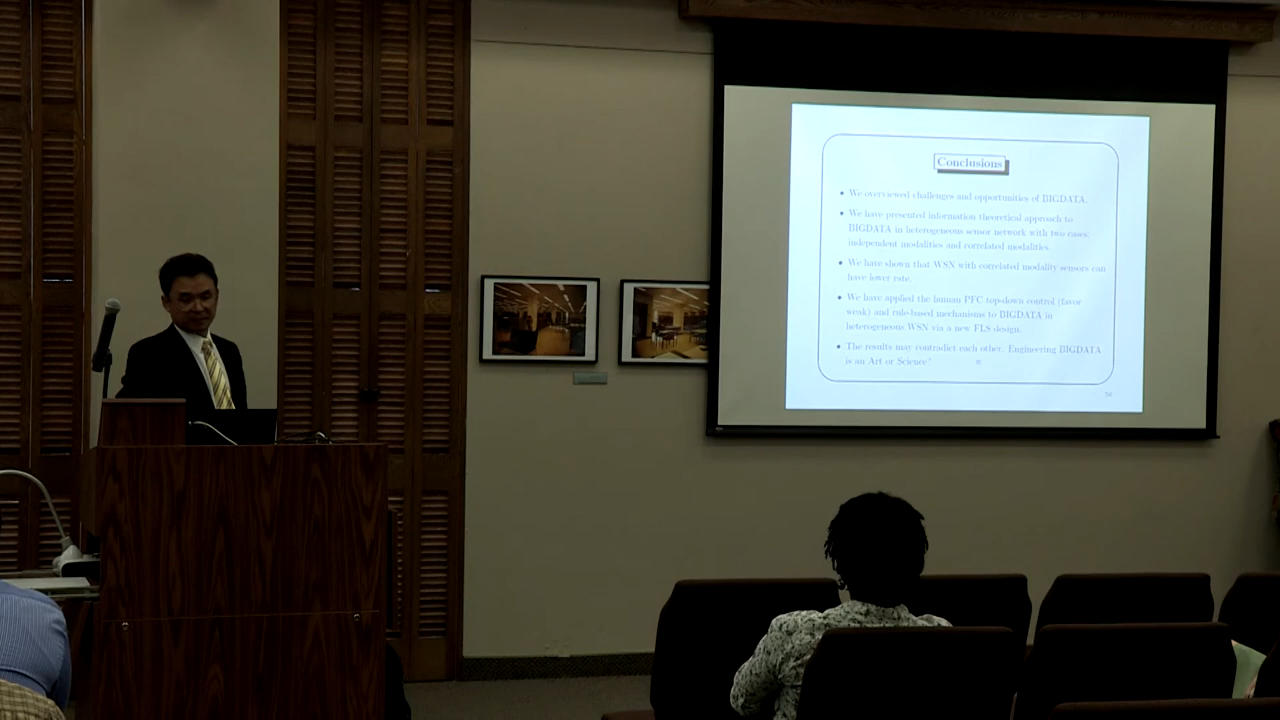 Conclusions
• We overviewed challenges and opportunities of BIGDATA.
• We have presented information theoretical approach to
BIGDATA in heterogeneous sensor network with two cases:
independent modalities and correlated modalities.
• We have shown that WSN with correlated modality sensors can
have lower rate.
• We have applied the human PFC top-down control (favor
weak) and rule-based mechanisms to BIGDATA in
heterogeneous WSN via a new FLS design.
• The results may contradict each other. Engineering BIGDATA
is an Art or Science?